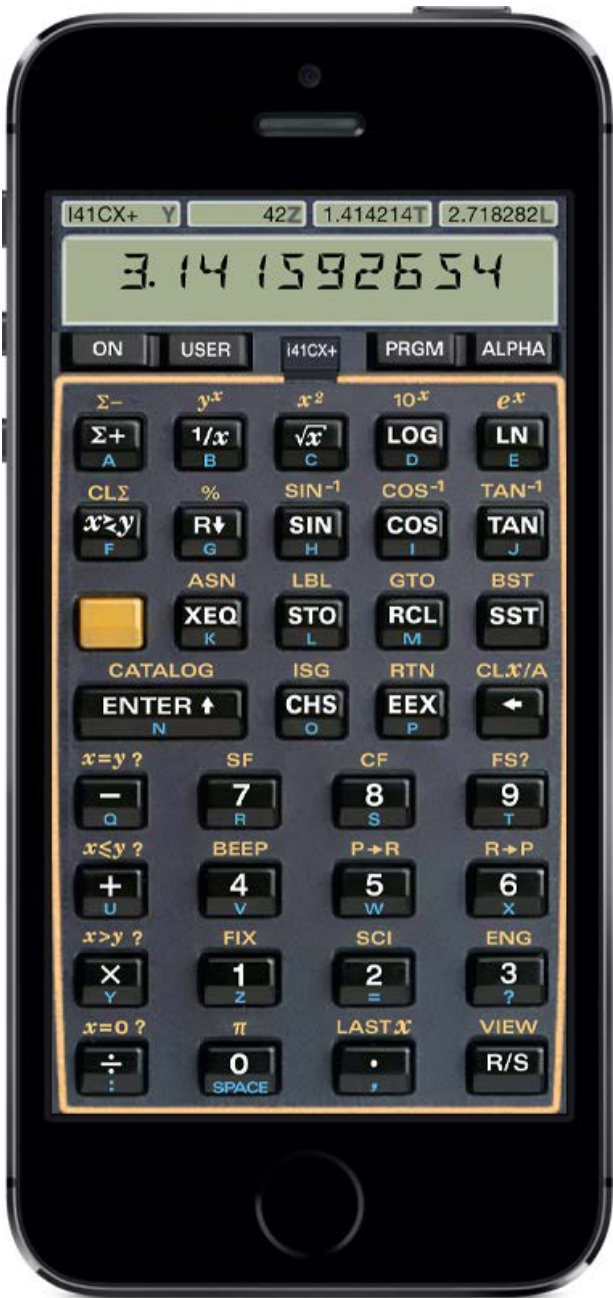 I41CX+ Y 42Z 1.414214T 2.718282L
3.141592654
ON USER i41CX+ PRGM ALPHA
Σ− yˣ x² 10ˣ eˣ
Σ+ 1/x √x LOG LN
A B C D E
CLΣ % SIN⁻¹ COS⁻¹ TAN⁻¹
x≷y R↓ SIN COS TAN
F G H I J
ASN LBL GTO BST
XEQ STO RCL SST
K L M
CATALOG ISG RTN CLX/A
ENTER ↑ CHS EEX ←
N O P
x=y ? SF CF FS?
− 7 8 9
Q R S T
x≤y ? BEEP P→R R→P
+ 4 5 6
U V W X
x>y ? FIX SCI ENG
× 1 2 3
Y Z = ?
x=0 ? π LAST X VIEW
÷ 0 · R/S
: SPACE ,